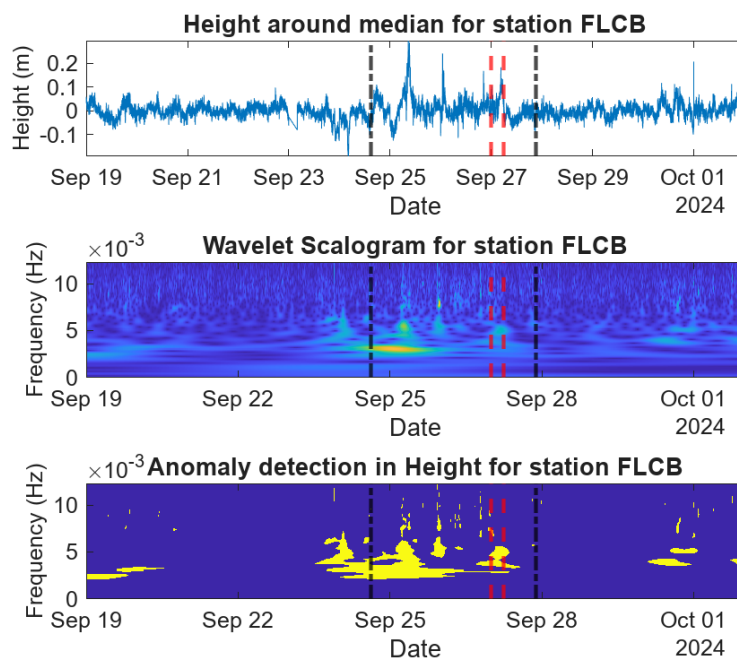 Height around median for station FLCB
Height (m)
0.2
0.1
0
-0.1
Sep 19 Sep 21 Sep 23 Sep 25 Sep 27 Sep 29 Oct 01
Date
2024
×10⁻³
Wavelet Scalogram for station FLCB
Frequency (Hz)
10
5
0
Sep 19 Sep 22 Sep 25 Sep 28 Oct 01
Date
2024
×10⁻³
Anomaly detection in Height for station FLCB
Frequency (Hz)
10
5
0
Sep 19 Sep 22 Sep 25 Sep 28 Oct 01
Date
2024